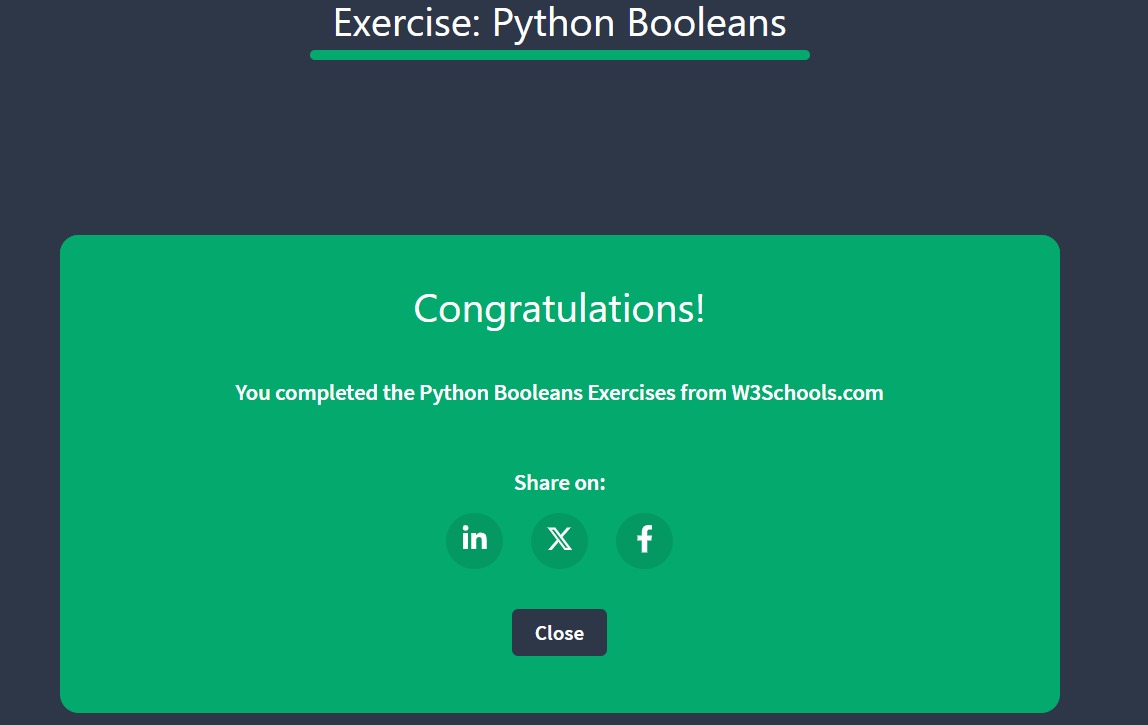 Exercise: Python Booleans
Congratulations!
You completed the Python Booleans Exercises from W3Schools.com
Share on:
in X f
Close